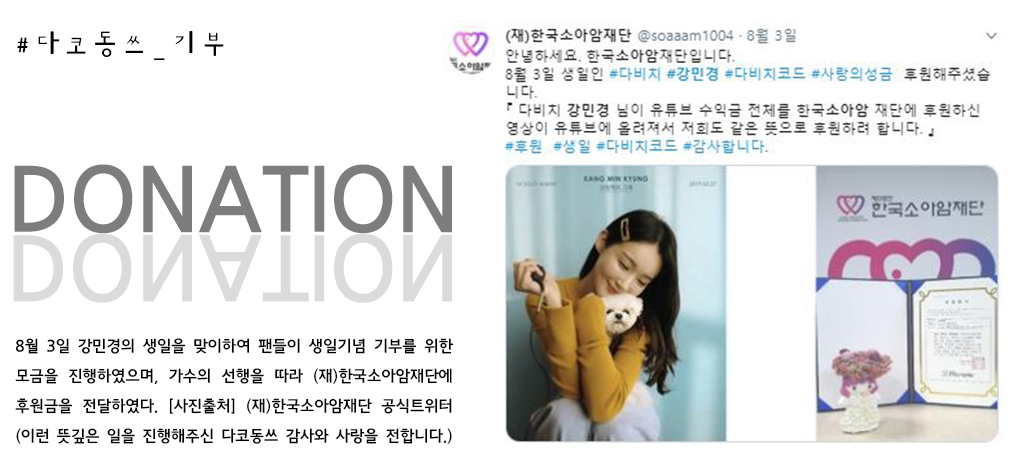 #다코동쓰_기부
DONATION
8월 3일 강민경의 생일을 맞이하여 팬들이 생일기념 기부를 위한
모금을 진행하였으며, 가수의 선행을 따라 (재)한국소아암재단에
후원금을 전달하였다. [사진출처] (재)한국소아암재단 공식트위터
(이런 뜻깊은 일을 진행해주신 다코동쓰 감사와 사랑을 전합니다.)
(재)한국소아암재단 @soaaam1004 · 8월 3일
안녕하세요. 한국소아암재단입니다.
8월 3일 생일인 #다비치 #강민경 #다비치코드 #사랑의성금 후원해주셨습
니다.
『 다비치 강민경 님이 유튜브 수익금 전체를 한국소아암 재단에 후원하신
영상이 유튜브에 올려져서 저희도 같은 뜻으로 후원하려 합니다. 』
#후원 #생일 #다비치코드 #감사합니다.
KANG MIN KYUNG
2019.02.27
한국소아암재단